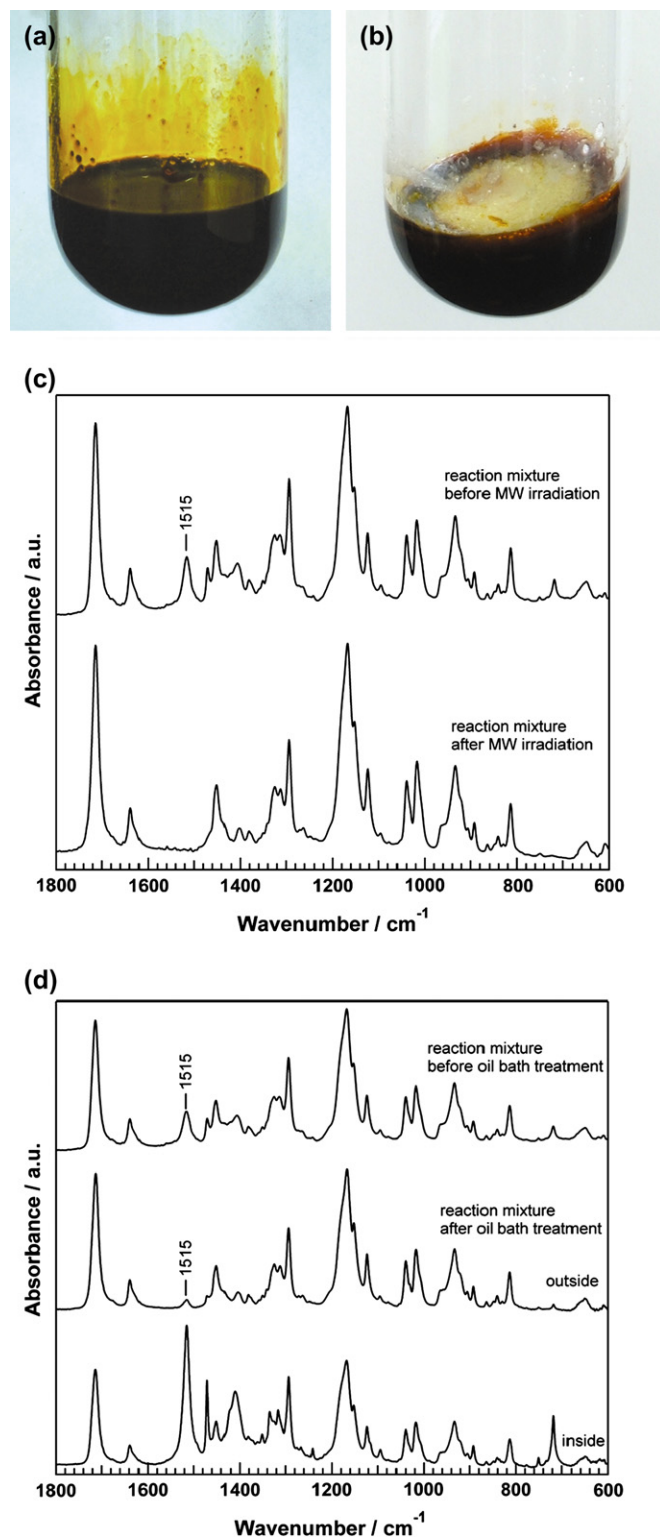 (a)
(b)
(c)
1515
reaction mixture
before MW irradiation
reaction mixture
after MW irradiation
Absorbance / a.u.
1800 1600 1400 1200 1000 800 600
Wavenumber / cm-1
(d)
1515
reaction mixture
before oil bath treatment
1515
reaction mixture
after oil bath treatment
outside
inside
Absorbance / a.u.
1800 1600 1400 1200 1000 800 600
Wavenumber / cm-1